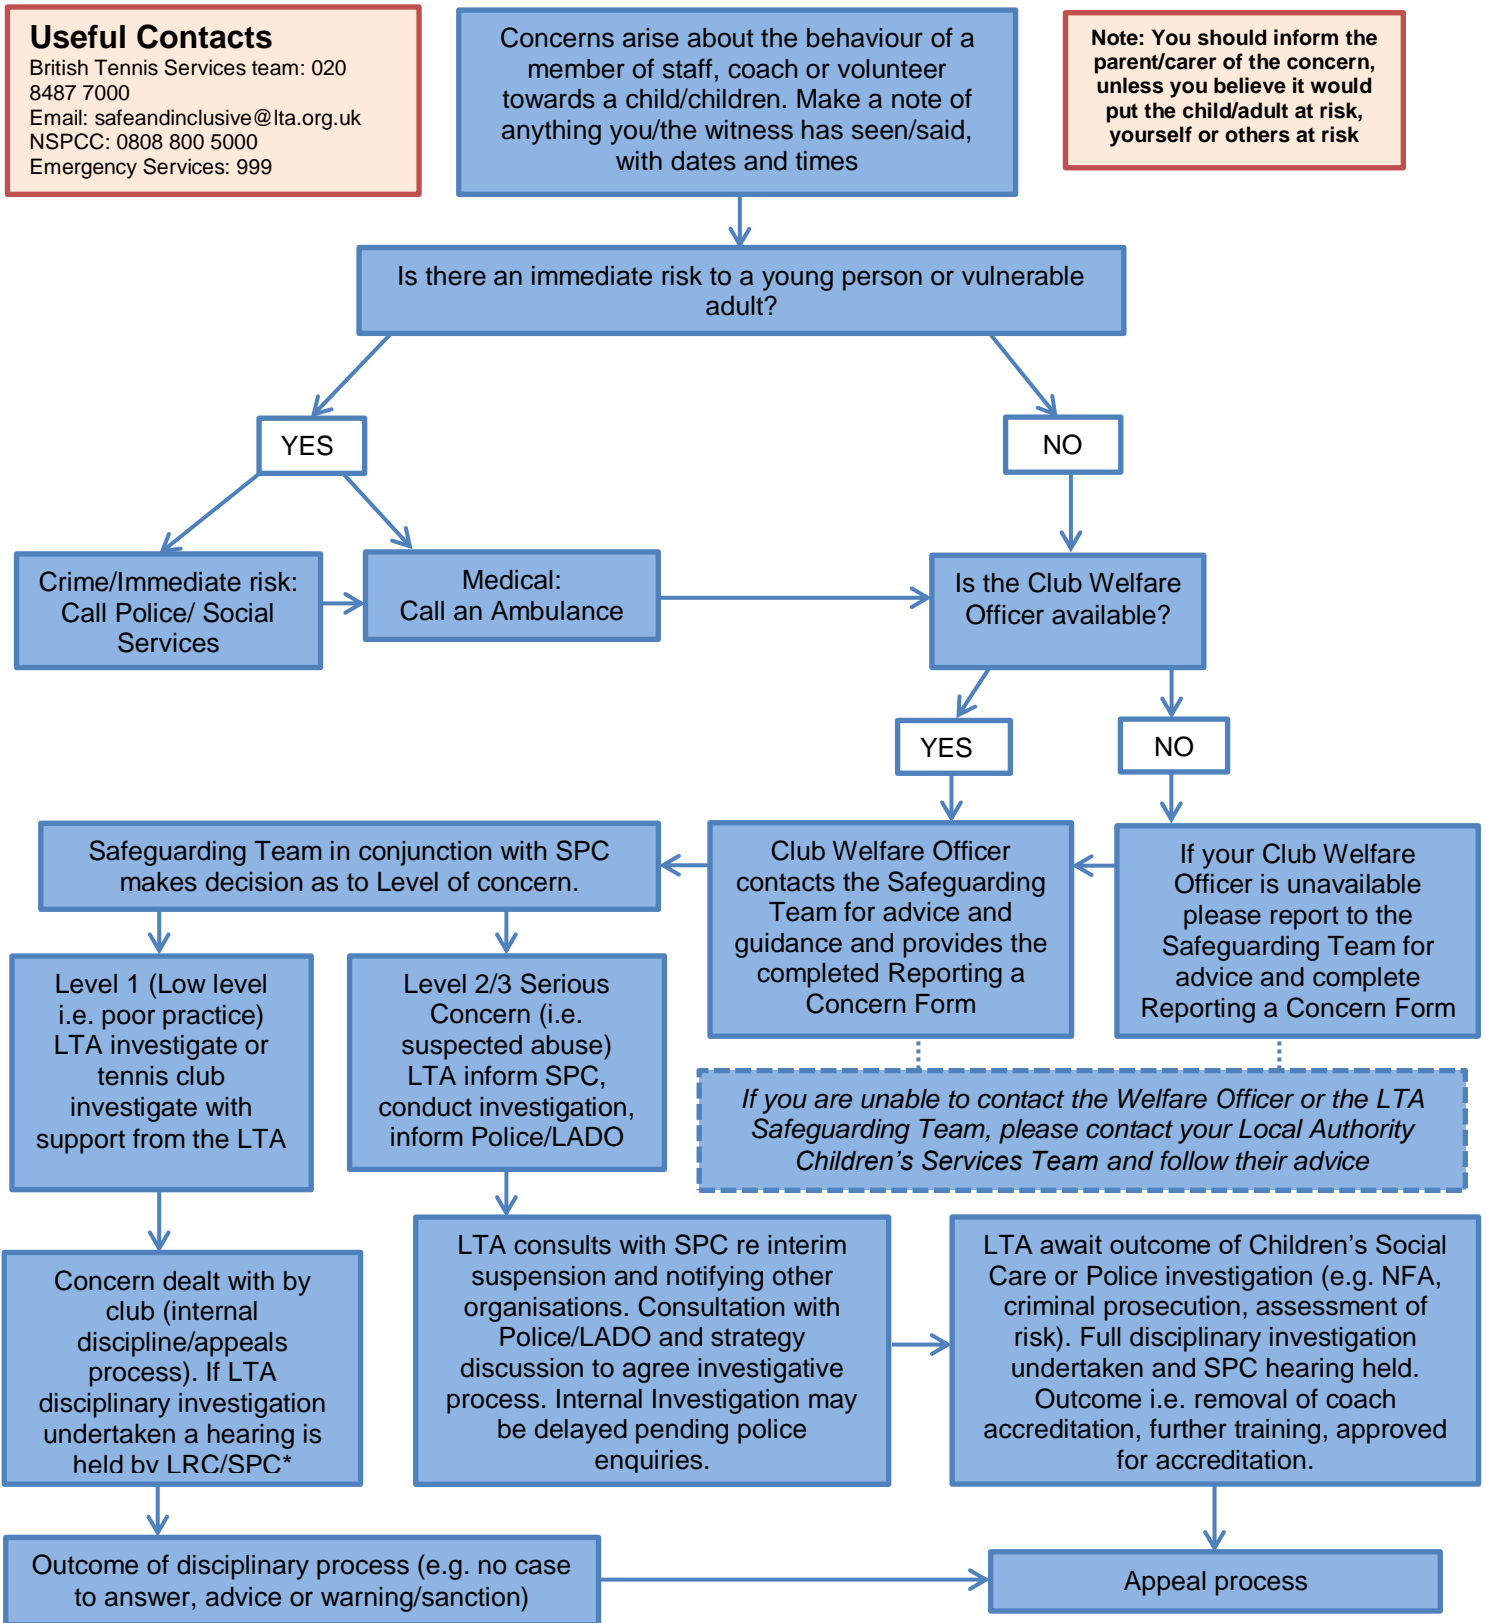 Useful Contacts
British Tennis Services team: 020
8487 7000
Email: safeandinclusive@lta.org.uk
NSPCC: 0808 800 5000
Emergency Services: 999
Concerns arise about the behaviour of a
member of staff, coach or volunteer
towards a child/children. Make a note of
anything you/the witness has seen/said,
with dates and times
Note: You should inform the
parent/carer of the concern,
unless you believe it would
put the child/adult at risk,
yourself or others at risk
Is there an immediate risk to a young person or vulnerable
adult?
YES
NO
Crime/Immediate risk:
Call Police/ Social
Services
Medical:
Call an Ambulance
Is the Club Welfare
Officer available?
YES
NO
Safeguarding Team in conjunction with SPC
makes decision as to Level of concern.
Club Welfare Officer
contacts the Safeguarding
Team for advice and
guidance and provides the
completed Reporting a
Concern Form
If your Club Welfare
Officer is unavailable
please report to the
Safeguarding Team for
advice and complete
Reporting a Concern Form
Level 1 (Low level
i.e. poor practice)
LTA investigate or
tennis club
investigate with
support from the LTA
Level 2/3 Serious
Concern (i.e.
suspected abuse)
LTA inform SPC,
conduct investigation,
inform Police/LADO
If you are unable to contact the Welfare Officer or the LTA
Safeguarding Team, please contact your Local Authority
Children’s Services Team and follow their advice
Concern dealt with by
club (internal
discipline/appeals
process). If LTA
disciplinary investigation
undertaken a hearing is
held by LRC/SPC*
LTA consults with SPC re interim
suspension and notifying other
organisations. Consultation with
Police/LADO and strategy
discussion to agree investigative
process. Internal Investigation may
be delayed pending police
enquiries.
LTA await outcome of Children’s Social
Care or Police investigation (e.g. NFA,
criminal prosecution, assessment of
risk). Full disciplinary investigation
undertaken and SPC hearing held.
Outcome i.e. removal of coach
accreditation, further training, approved
for accreditation.
Outcome of disciplinary process (e.g. no case
to answer, advice or warning/sanction)
Appeal process